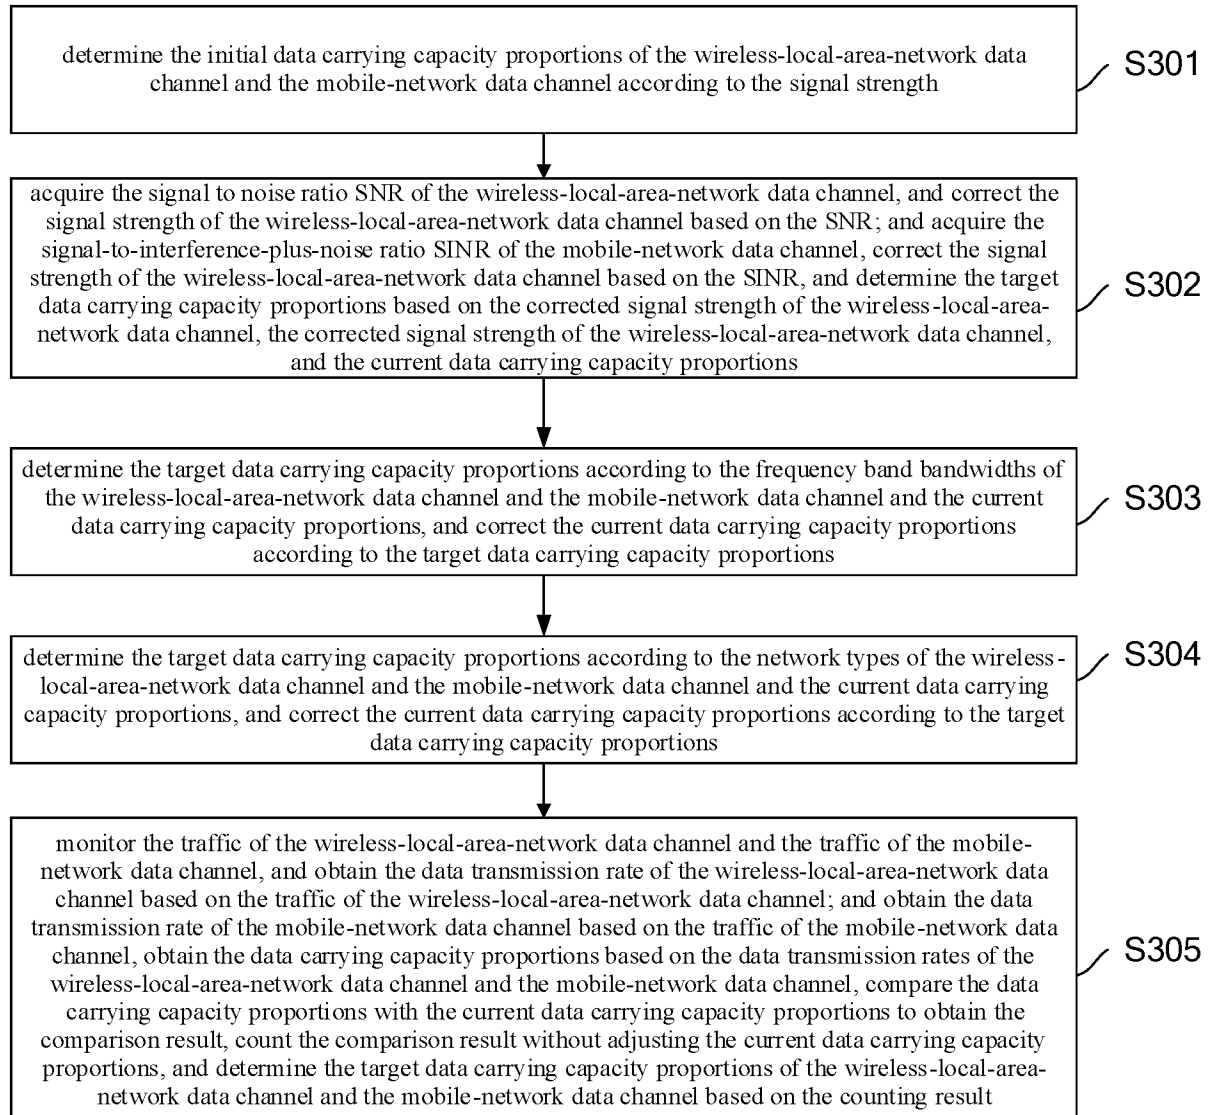 determine the initial data carrying capacity proportions of the wireless-local-area-network data
channel and the mobile-network data channel according to the signal strength
S301
acquire the signal to noise ratio SNR of the wireless-local-area-network data channel, and correct the
signal strength of the wireless-local-area-network data channel based on the SNR; and acquire the
signal-to-interference-plus-noise ratio SINR of the mobile-network data channel, correct the signal
strength of the wireless-local-area-network data channel based on the SINR, and determine the target
data carrying capacity proportions based on the corrected signal strength of the wireless-local-area-
network data channel, the corrected signal strength of the wireless-local-area-network data channel,
and the current data carrying capacity proportions
S302
determine the target data carrying capacity proportions according to the frequency band bandwidths of
the wireless-local-area-network data channel and the mobile-network data channel and the current
data carrying capacity proportions, and correct the current data carrying capacity proportions
according to the target data carrying capacity proportions
S303
determine the target data carrying capacity proportions according to the network types of the wireless-
local-area-network data channel and the mobile-network data channel and the current data carrying
capacity proportions, and correct the current data carrying capacity proportions according to the target
data carrying capacity proportions
S304
monitor the traffic of the wireless-local-area-network data channel and the traffic of the mobile-
network data channel, and obtain the data transmission rate of the wireless-local-area-network data
channel based on the traffic of the wireless-local-area-network data channel; and obtain the data
transmission rate of the mobile-network data channel based on the traffic of the mobile-network data
channel, obtain the data carrying capacity proportions based on the data transmission rates of the
wireless-local-area-network data channel and the mobile-network data channel, compare the data
carrying capacity proportions with the current data carrying capacity proportions to obtain the
comparison result, count the comparison result without adjusting the current data carrying capacity
proportions, and determine the target data carrying capacity proportions of the wireless-local-area-
network data channel and the mobile-network data channel based on the counting result
S305